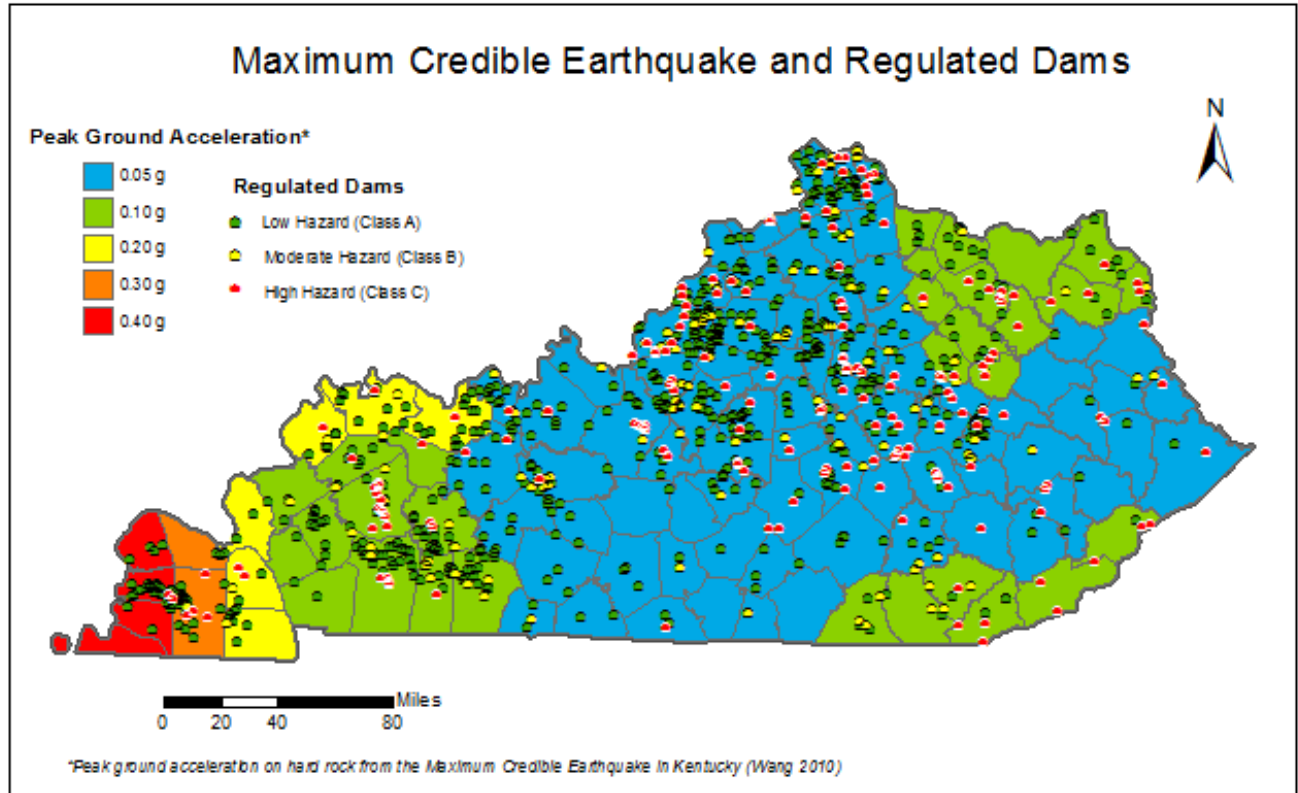 Maximum Credible Earthquake and Regulated Dams
N
Peak Ground Acceleration*
0.05 g
0.10 g
0.20 g
0.30 g
0.40 g
Regulated Dams
Low Hazard (Class A)
Moderate Hazard (Class B)
High Hazard (Class C)
Miles
0 20 40 80
*Peak ground acceleration on hard rock from the Maximum Credible Earthquake in Kentucky (Wang 2010)